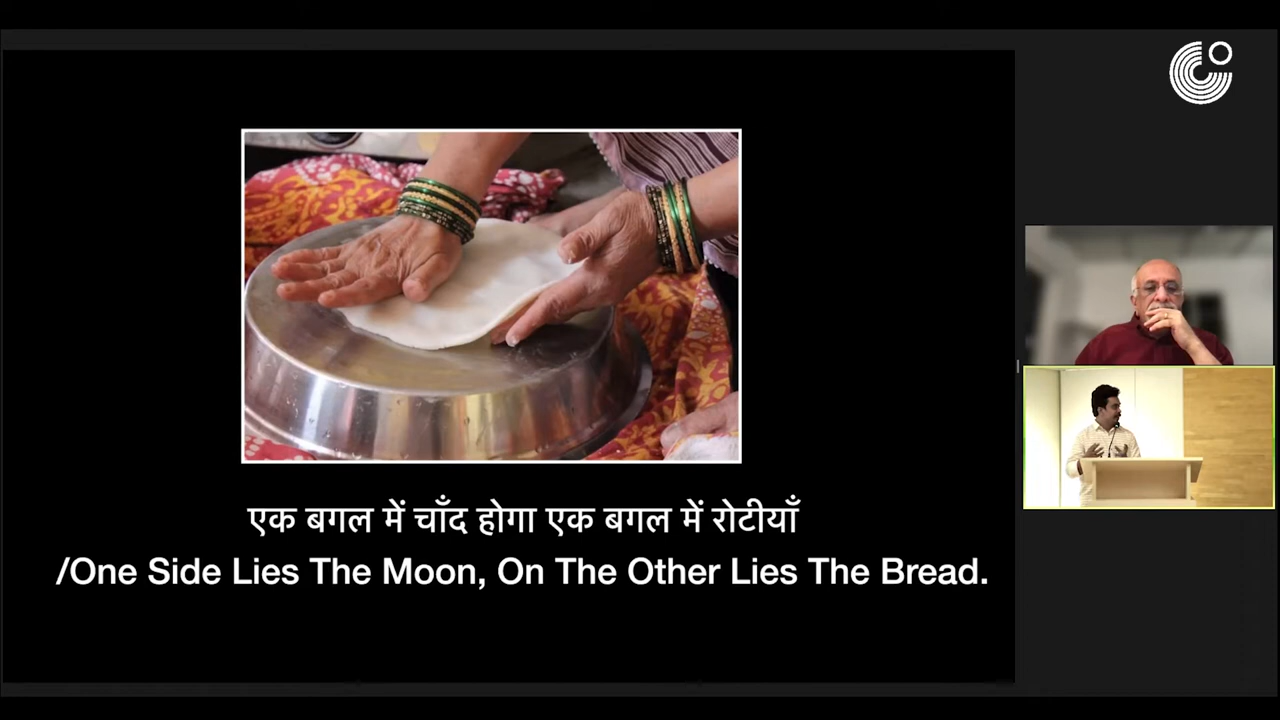 एक बगल में चाँद होगा एक बगल में रोटीयाँ
/One Side Lies The Moon, On The Other Lies The Bread.